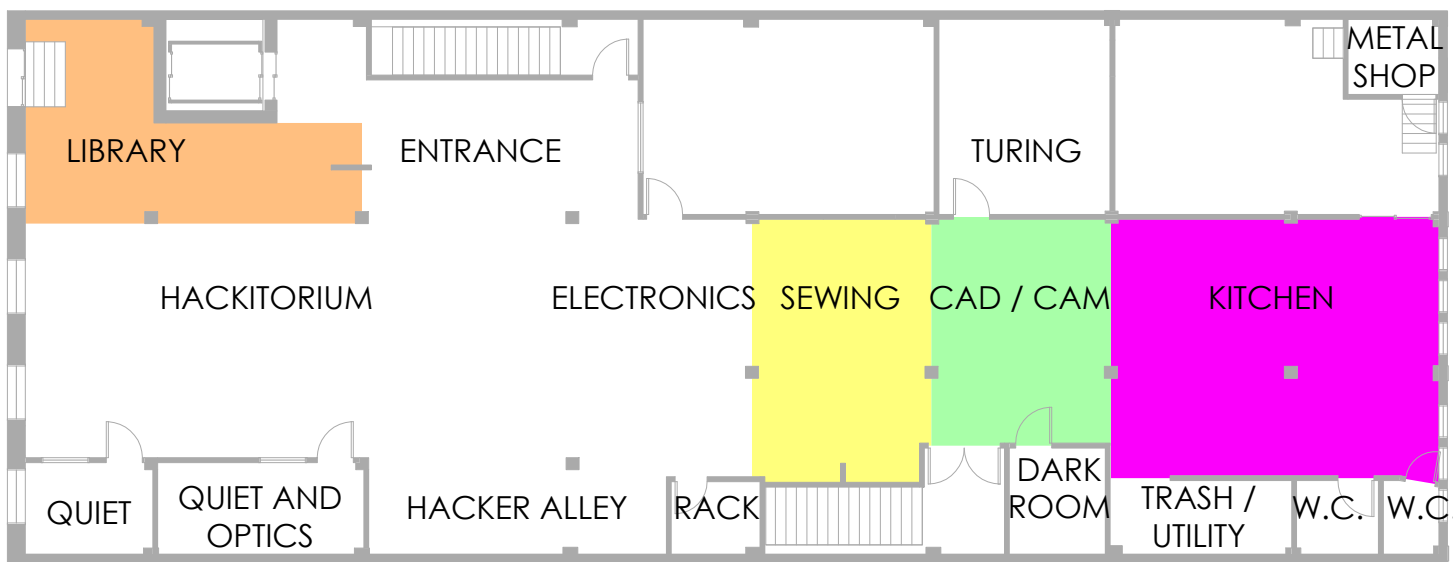 METAL
SHOP
LIBRARY
ENTRANCE
TURING
HACKITORIUM
ELECTRONICS
SEWING
CAD / CAM
KITCHEN
QUIET
QUIET AND
OPTICS
HACKER ALLEY
RACK
DARK
ROOM
TRASH /
UTILITY
W.C.
W.C